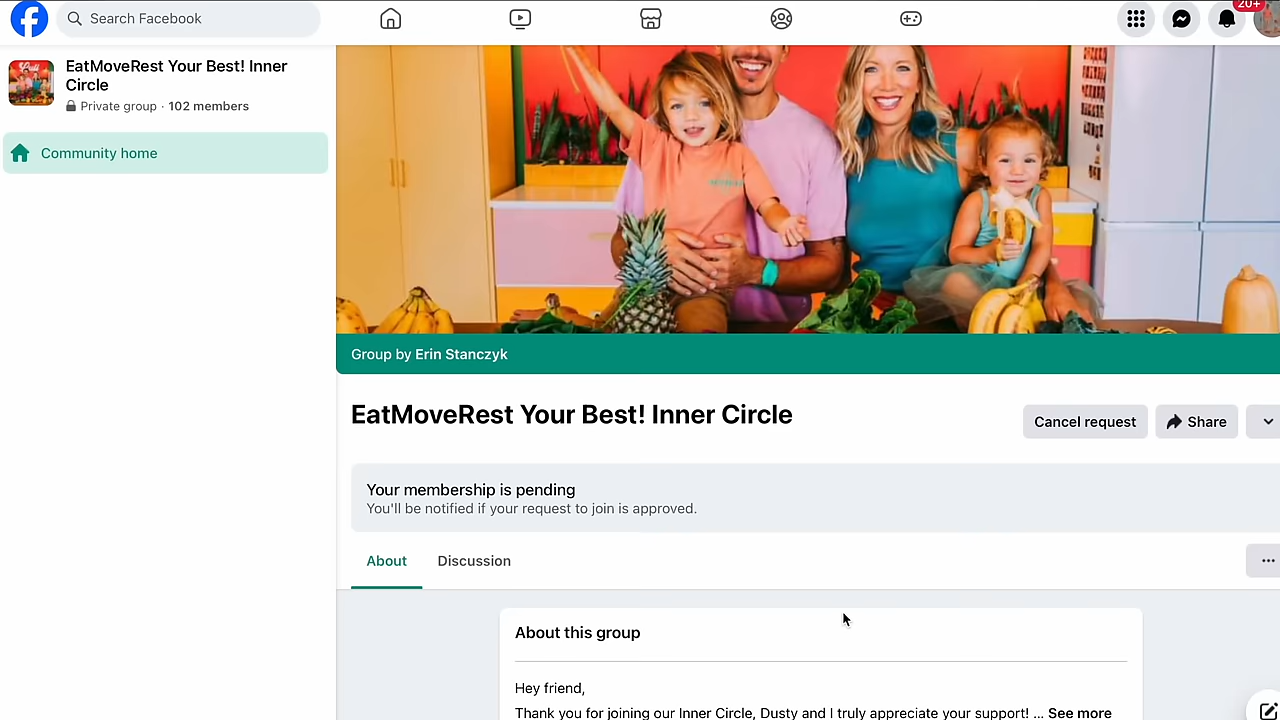 Search Facebook
20+
EatMoveRest Your Best! Inner
Circle
Private group · 102 members
Community home
Group by Erin Stanczyk
EatMoveRest Your Best! Inner Circle
Cancel request
Share
Your membership is pending
You'll be notified if your request to join is approved.
About
Discussion
About this group
Hey friend,
Thank you for joining our Inner Circle, Dusty and I truly appreciate your support! ... See more